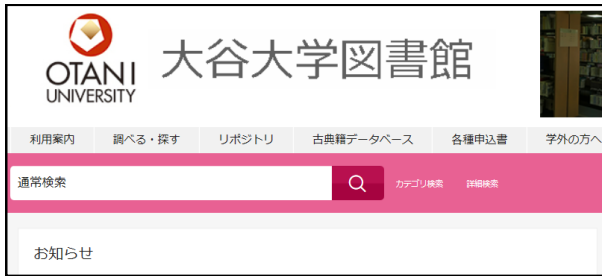 OTANI
UNIVERSITY
大谷大学図書館
利用案内 調べる・探す リポジトリ 古典籍データベース 各種申込書 学外の方へ
通常検索 カテゴリ検索 詳細検索
お知らせ